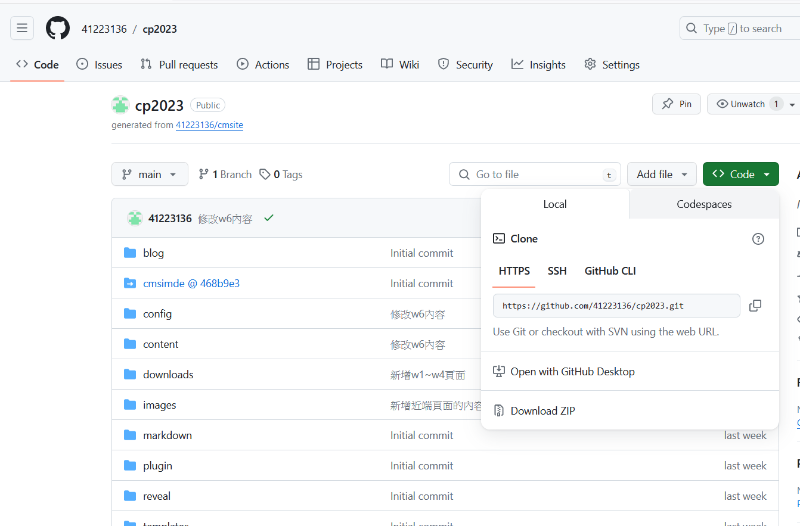 41223136 / cp2023
Type / to search
Code Issues Pull requests Actions Projects Wiki Security Insights Settings
cp2023 Public
Pin Unwatch 1
generated from 41223136/cmsite
main 1 Branch 0 Tags Go to file t Add file Code
Local Codespaces
41223136 修改w6內容
Clone
HTTPS SSH GitHub CLI
https://github.com/41223136/cp2023.git
Use Git or checkout with SVN using the web URL.
Open with GitHub Desktop
Download ZIP
blog Initial commit
cmsimde @ 468b9e3 Initial commit
config 修改w6內容
content 修改w6內容
downloads 新增w1~w4頁面
images 新增近端頁面的內容
markdown Initial commit last week
plugin Initial commit last week
reveal Initial commit last week
templates